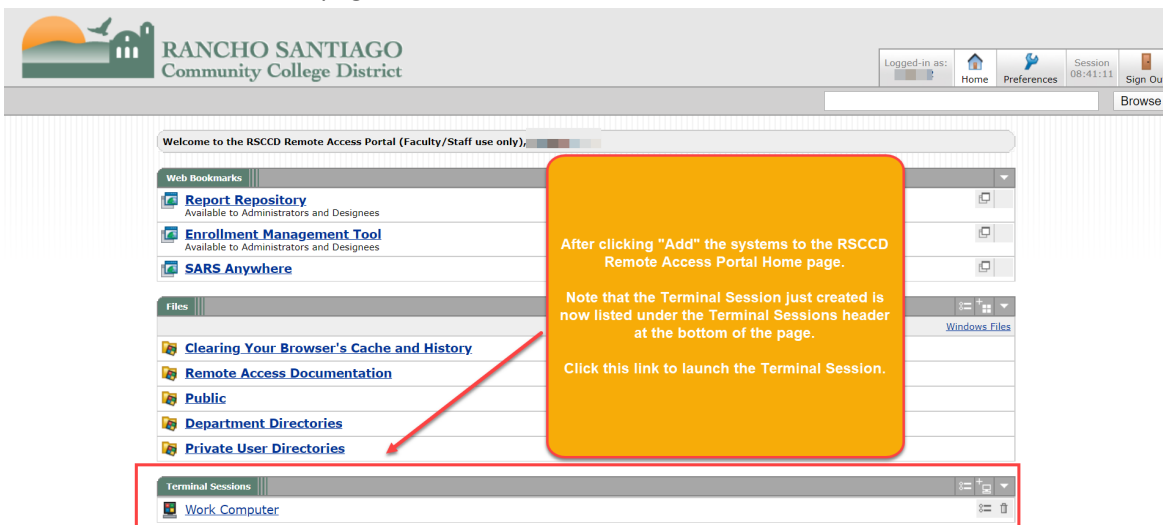 RANCHO SANTIAGO
Community College District
Logged-in as:
Home
Preferences
Session
08:41:11
Sign Ou
Browse
Welcome to the RSCCD Remote Access Portal (Faculty/Staff use only),
Web Bookmarks
Report Repository
Available to Administrators and Designees
Enrollment Management Tool
Available to Administrators and Designees
SARS Anywhere
After clicking "Add" the systems to the RSCCD
Remote Access Portal Home page.
Note that the Terminal Session just created is
now listed under the Terminal Sessions header
at the bottom of the page.
Click this link to launch the Terminal Session.
Files
Windows Files
Clearing Your Browser's Cache and History
Remote Access Documentation
Public
Department Directories
Private User Directories
Terminal Sessions
Work Computer